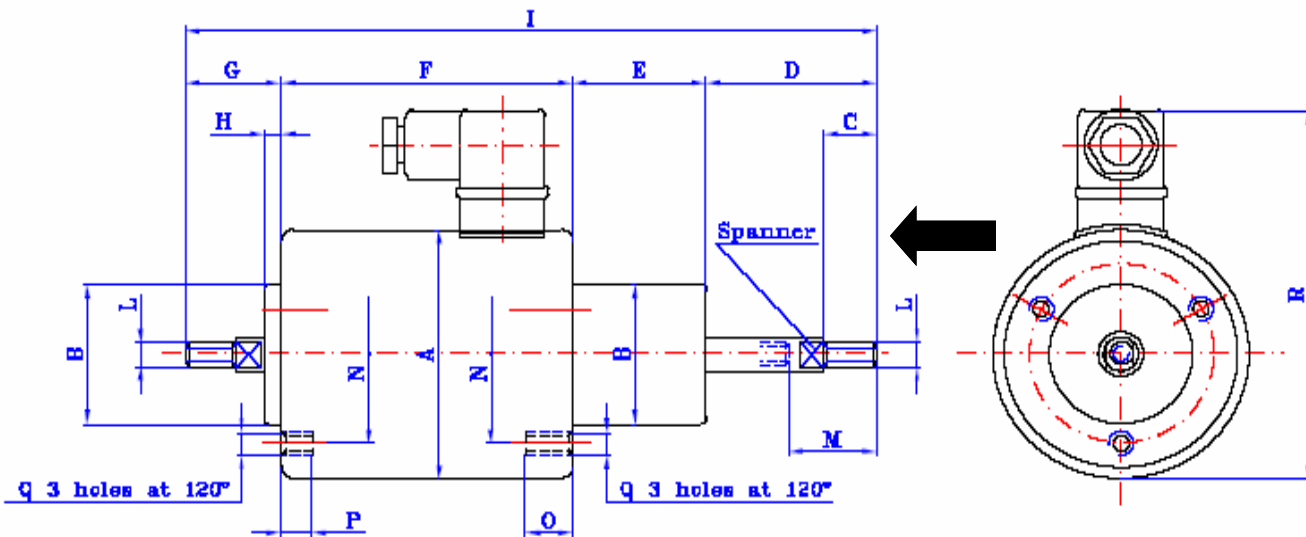 I
G F E D
H C
Spanner
L L R
B A B
N N
M
Q 3 holes at 120° Q 3 holes at 120°
P O